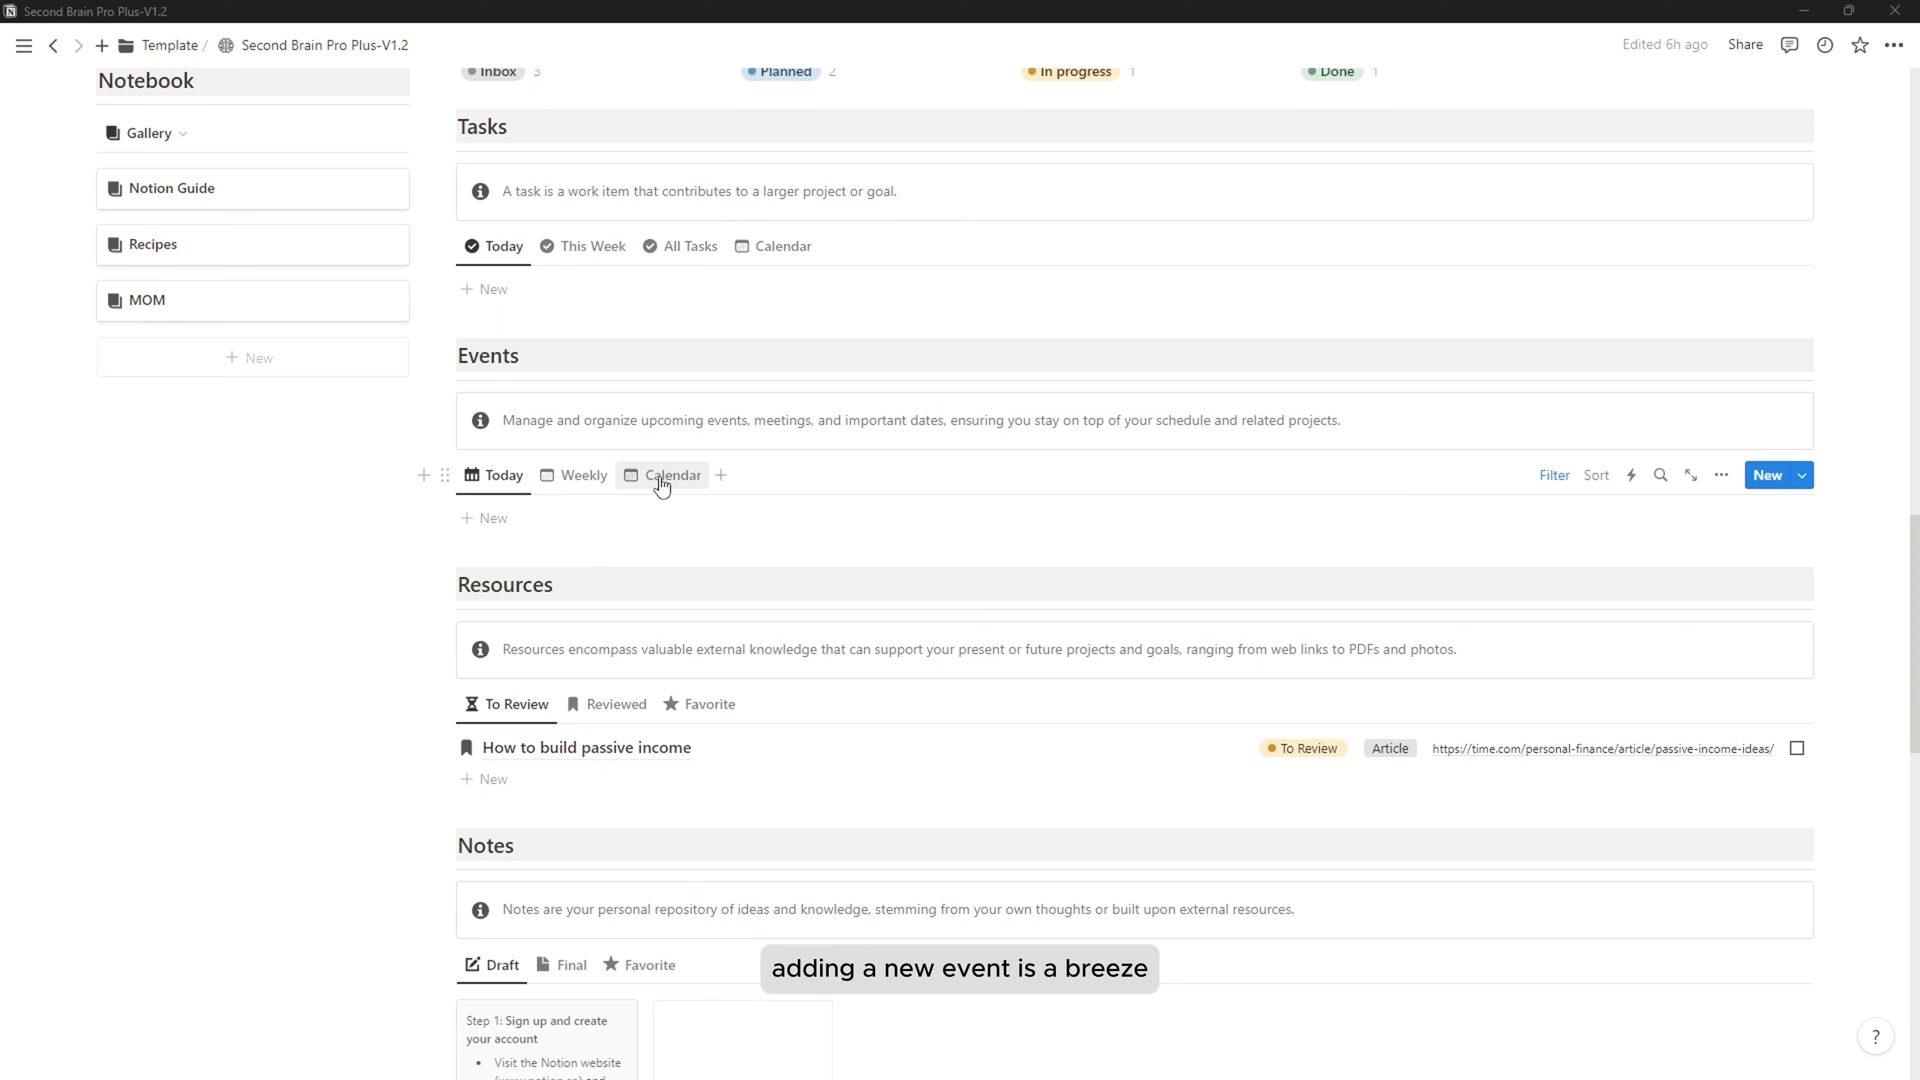 Second Brain Pro Plus-V1.2
Template / Second Brain Pro Plus-V1.2
Edited 6h ago Share
Notebook
Gallery
Notion Guide
Recipes
MOM
+ New
Inbox 3 Planned 2 In progress 1 Done 1
Tasks
A task is a work item that contributes to a larger project or goal.
Today This Week All Tasks Calendar
+ New
Events
Manage and organize upcoming events, meetings, and important dates, ensuring you stay on top of your schedule and related projects.
Today Weekly Calendar +
Filter Sort New
+ New
Resources
Resources encompass valuable external knowledge that can support your present or future projects and goals, ranging from web links to PDFs and photos.
To Review Reviewed Favorite
How to build passive income To Review Article https://time.com/personal-finance/article/passive-income-ideas/
+ New
Notes
Notes are your personal repository of ideas and knowledge, stemming from your own thoughts or built upon external resources.
Draft Final Favorite
adding a new event is a breeze
Step 1: Sign up and create
your account
• Visit the Notion website
?